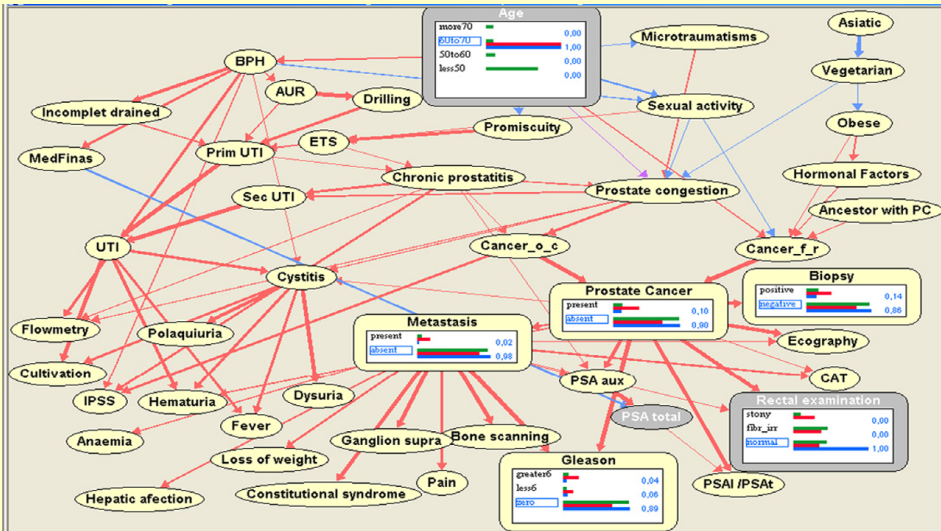 Age
more70 0,00
60to70 1,00
50to60 0,00
less50 0,00
Microtraumatisms
Asiatic
BPH
Vegetarian
AUR
Drilling
Sexual activity
Incomplet drained
Obese
ETS
Promiscuity
MedFinas
Prim UTI
Chronic prostatitis
Hormonal Factors
Sec UTI
Prostate congestion
Ancestor with PC
UTI
Cancer_o_c
Cancer_f_r
Cystitis
Prostate Cancer
present 0,10
absent 0,90
Biopsy
positive 0,14
negative 0,86
Flowmetry
Polaquiuria
Metastasis
present 0,02
absent 0,98
Ecography
Cultivation
PSA aux
CAT
IPSS
Hematuria
Dysuria
PSA total
Rectal examination
stony 0,00
fibr_irr 0,00
normal 1,00
Anaemia
Fever
Ganglion supra
Bone scanning
Loss of weight
Gleason
greater6 0,04
less6 0,06
zero 0,89
Pain
PSAl /PSAt
Hepatic afection
Constitutional syndrome